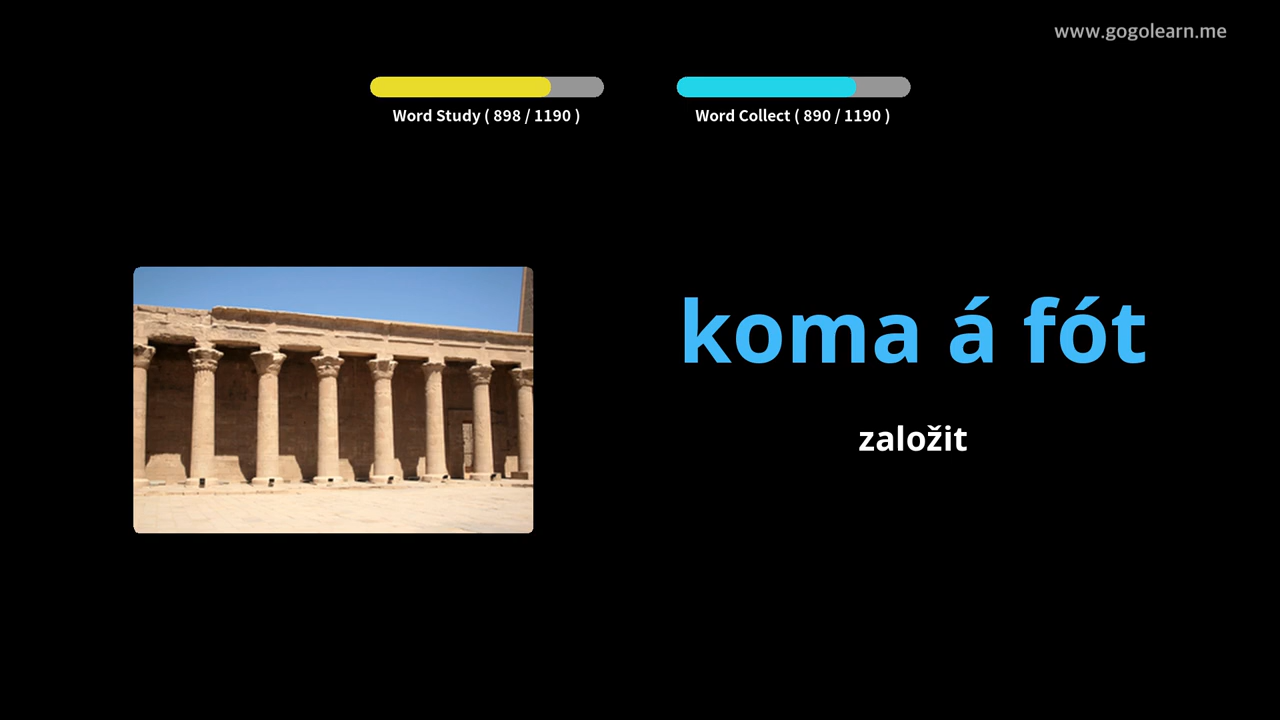 www.gogolearn.me
Word Study ( 898 / 1190 )
Word Collect ( 890 / 1190 )
koma á fót
založit